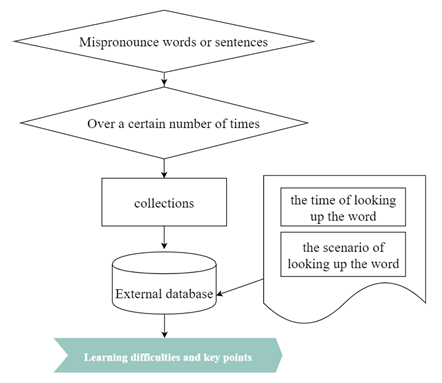 Mispronounce words or sentences
Over a certain number of times
collections
the time of looking
up the word
the scenario of
looking up the word
External database
Learning difficulties and key points